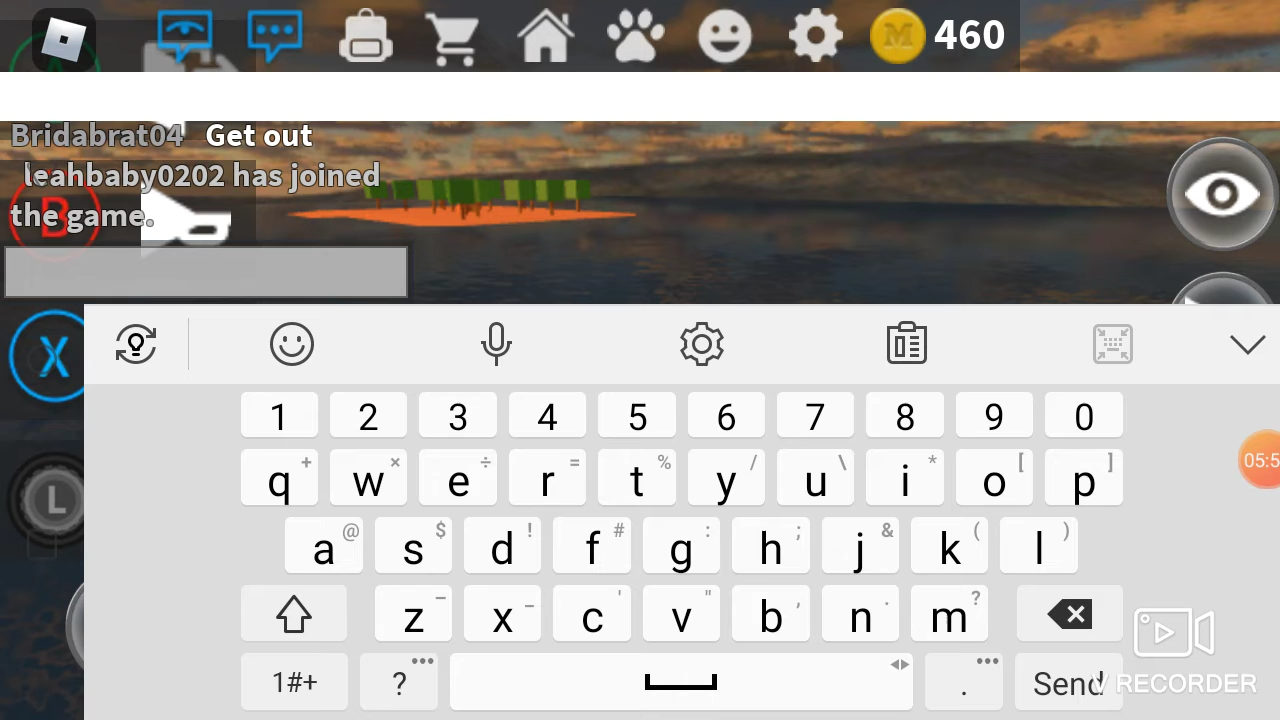 M 460
Bridabrat04 Get out
leahbaby0202 has joined
the game.
B
X
L
1 2 3 4 5 6 7 8 9 0
q + w × e ÷ r = t % y / u \ i * o [ p ]
a @ s $ d ! f # g : h ; j & k ( l )
z – x - c ' v " b , n . m ?
1#+ ? . Send
05:5
V RECORDER